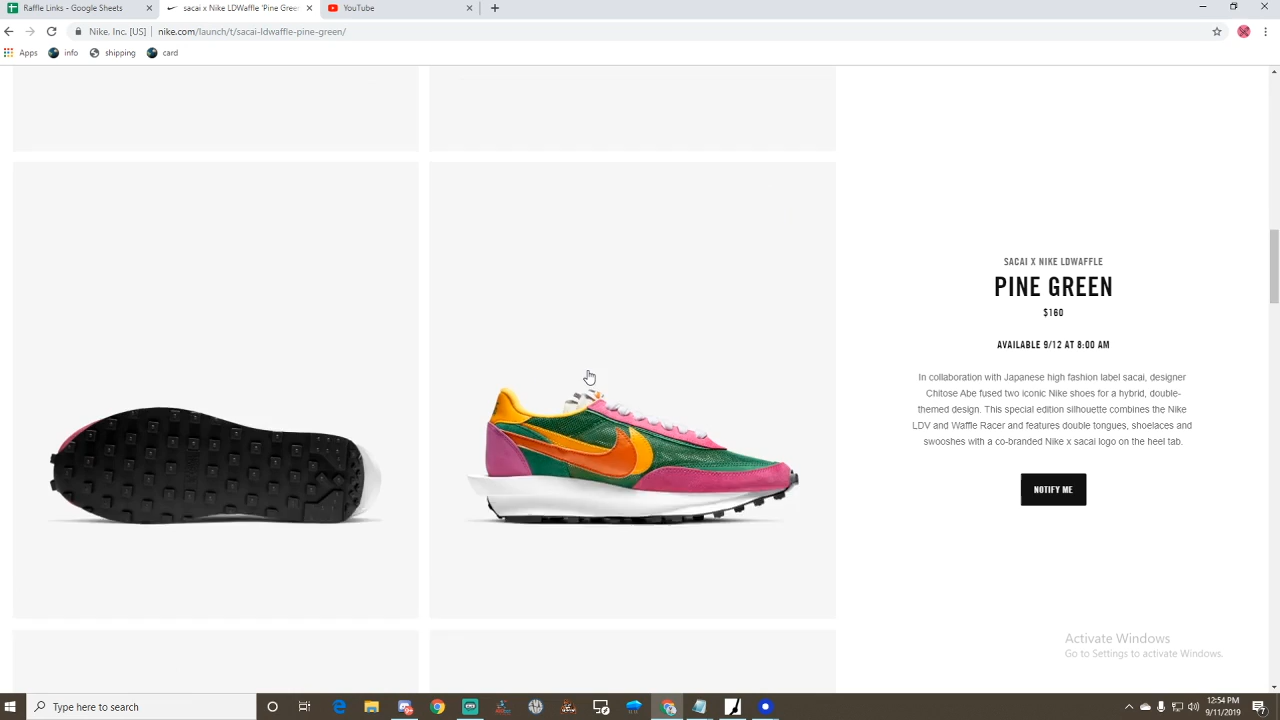 Raffle Links - Google Sheets
sacai x Nike LDWaffle 'Pine Gree
YouTube
Nike, Inc. [US] | nike.com/launch/t/sacai-ldwaffle-pine-green/
Apps info shipping card
SACAI X NIKE LDWAFFLE
PINE GREEN
$160
AVAILABLE 9/12 AT 8:00 AM
In collaboration with Japanese high fashion label sacai, designer
Chitose Abe fused two iconic Nike shoes for a hybrid, double-
themed design. This special edition silhouette combines the Nike
LDV and Waffle Racer and features double tongues, shoelaces and
swooshes with a co-branded Nike x sacai logo on the heel tab.
NOTIFY ME
Activate Windows
Go to Settings to activate Windows.
Type here to search
12:54 PM
9/11/2019